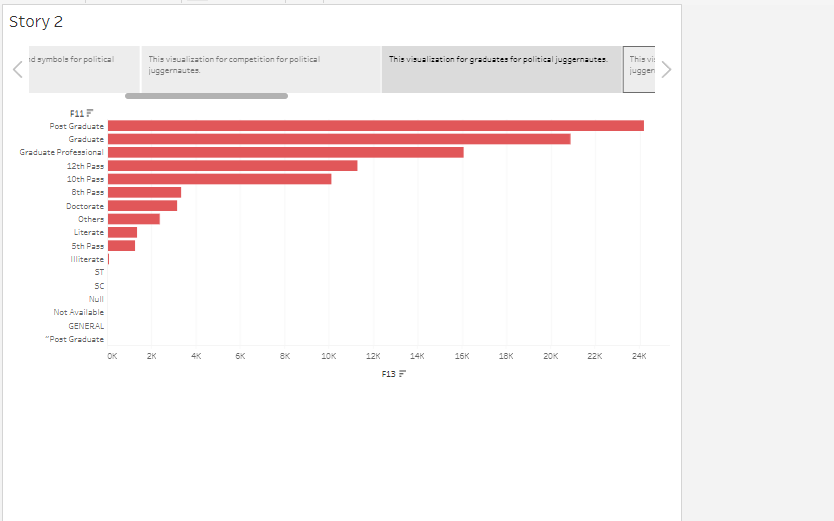 Story 2
nd symbols for political
This visualization for competition for political
juggernautes.
This visualization for graduates for political juggernautes.
This vis
juggern
F11
Post Graduate
Graduate
Graduate Professional
12th Pass
10th Pass
8th Pass
Doctorate
Others
Literate
5th Pass
Illiterate
ST
SC
Null
Not Available
GENERAL
"Post Graduate
0K 2K 4K 6K 8K 10K 12K 14K 16K 18K 20K 22K 24K
F13